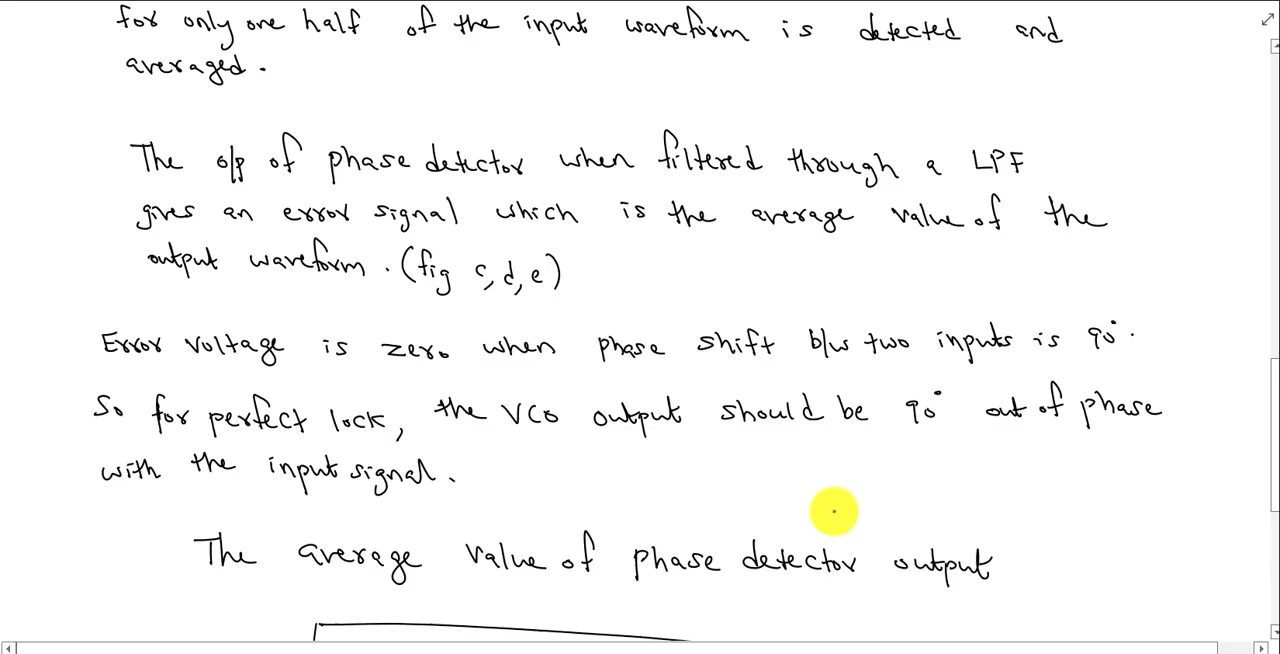 for only one half of the input waveform is detected and
averaged.
The o/p of phase detector when filtered through a LPF
gives an error signal which is the average value of the
output waveform. (fig c, d, e)
Error voltage is zero when phase shift b/w two inputs is 90°.
So for perfect lock, the VCO output should be 90° out of phase
with the input signal.
The average value of phase detector output